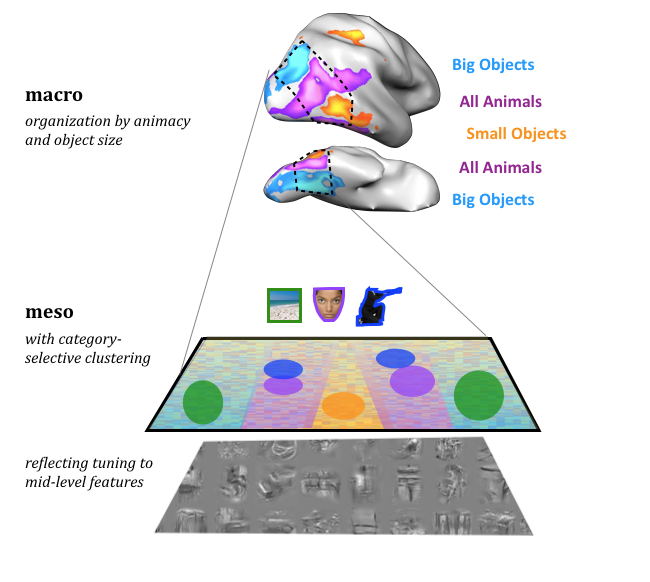 macro
organization by animacy
and object size
Big Objects
All Animals
Small Objects
All Animals
Big Objects
meso
with category-
selective clustering
reflecting tuning to
mid-level features